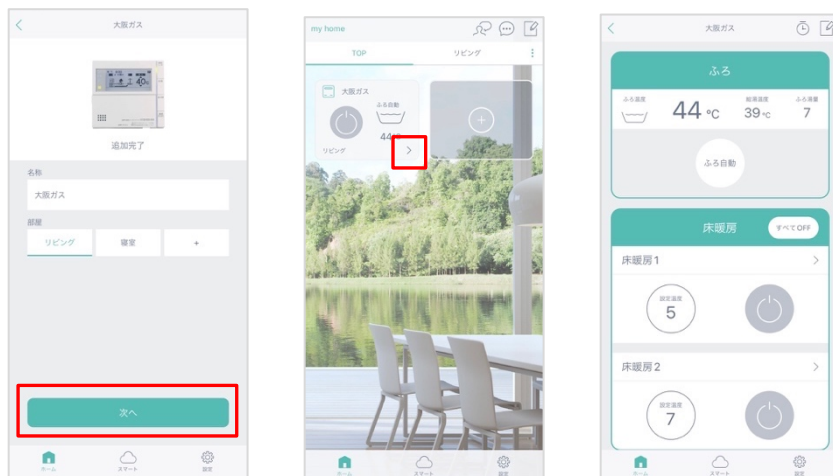 大阪ガス
40
追加完了
名称
大阪ガス
部屋
リビング 寝室 +
次へ
ホーム スマート 設定
my home
TOP リビング
大阪ガス
ふろ自動
44℃
リビング
ホーム スマート 設定
大阪ガス
ふろ
ふろ温度 給湯温度 ふろ湯量
44℃ 39℃ 7
ふろ自動
床暖房 すべてOFF
床暖房1
設定温度
5
床暖房2
設定温度
7
ホーム スマート 設定